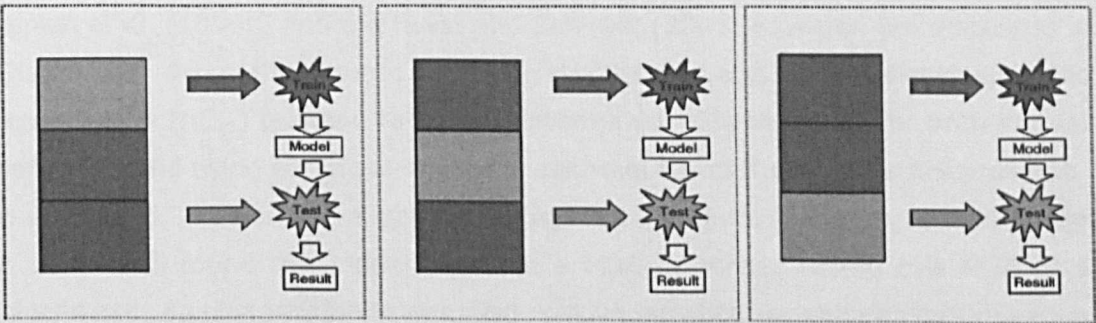 Train
Model
Test
Result
Train
Model
Test
Result
Train
Model
Test
Result